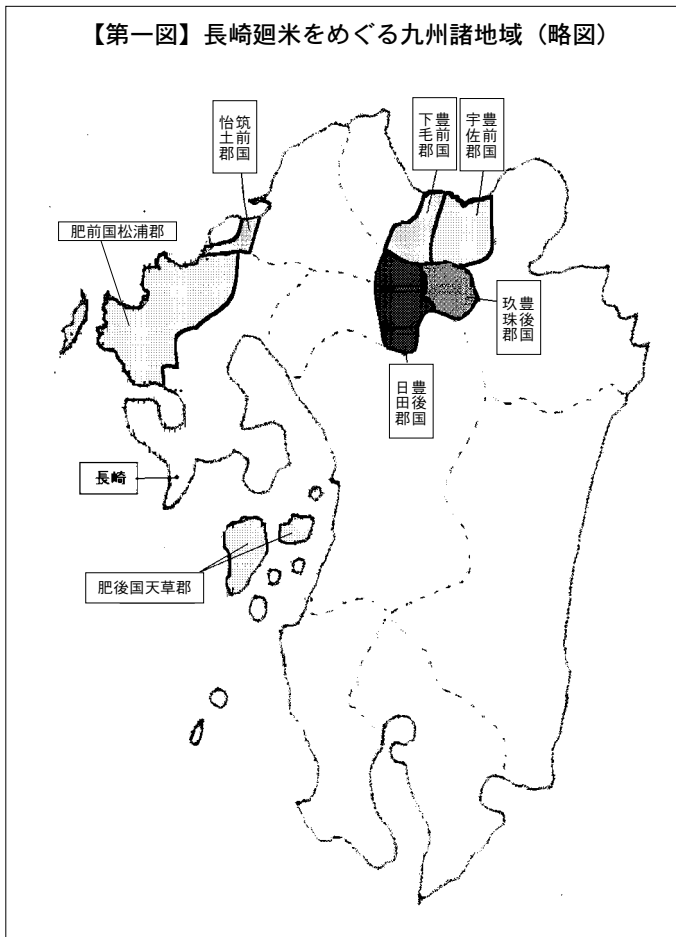 【第一図】長崎廻米をめぐる九州諸地域（略図）
筑前国
怡土郡
豊前国
下毛郡
豊前国
宇佐郡
肥前国松浦郡
豊後国
玖珠郡
豊後国
日田郡
長崎
肥後国天草郡